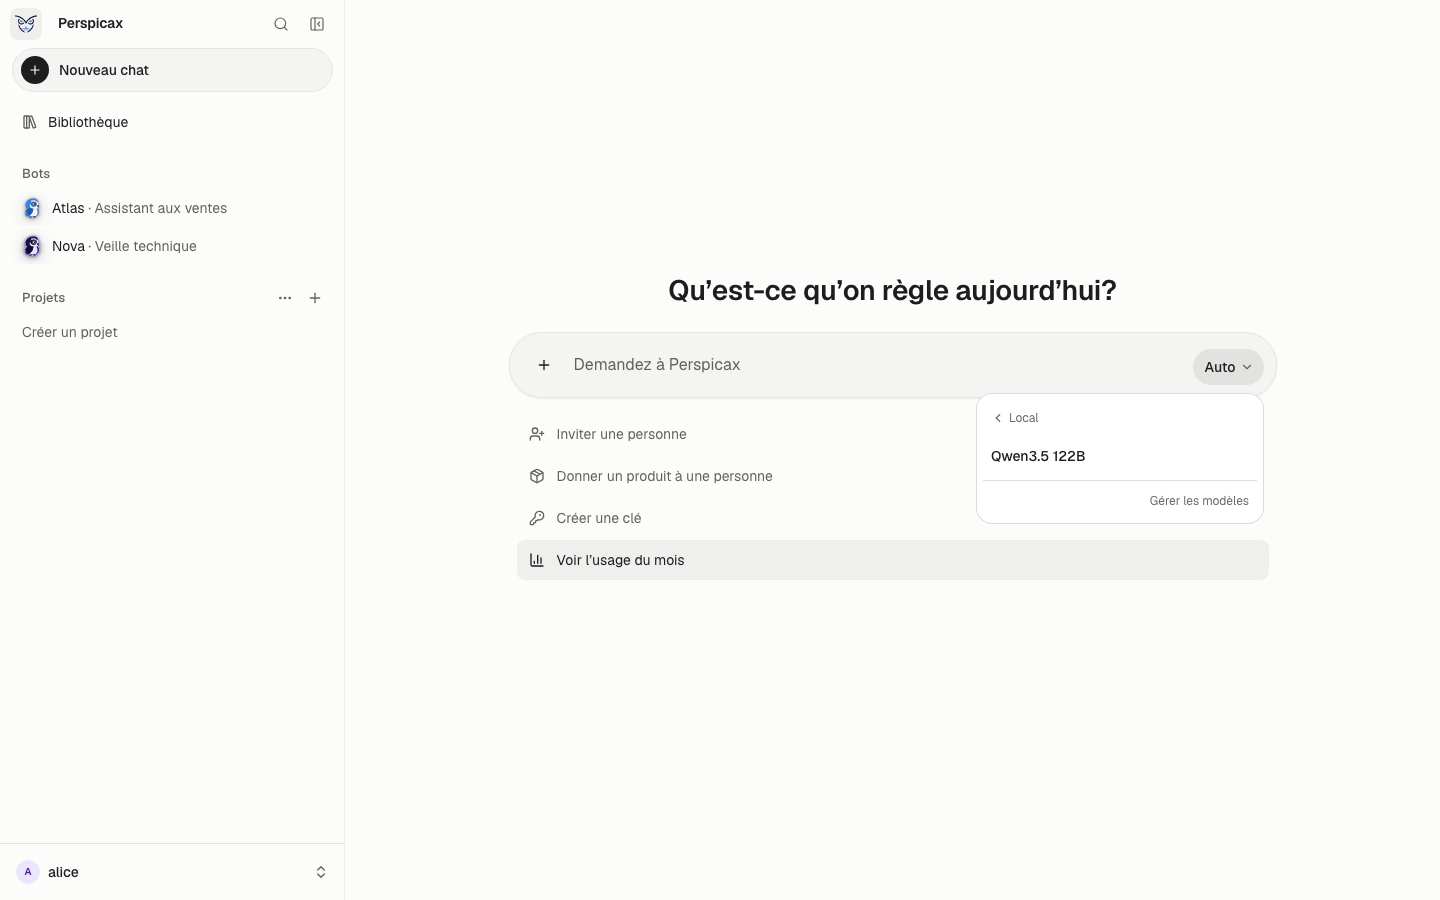 Perspicax
Nouveau chat
Bibliothèque
Bots
Atlas · Assistant aux ventes
Nova · Veille technique
Projets
Créer un projet
A
alice
Qu’est-ce qu’on règle aujourd’hui?
Demandez à Perspicax
Auto
Inviter une personne
Donner un produit à une personne
Créer une clé
Voir l’usage du mois
Local
Qwen3.5 122B
Gérer les modèles